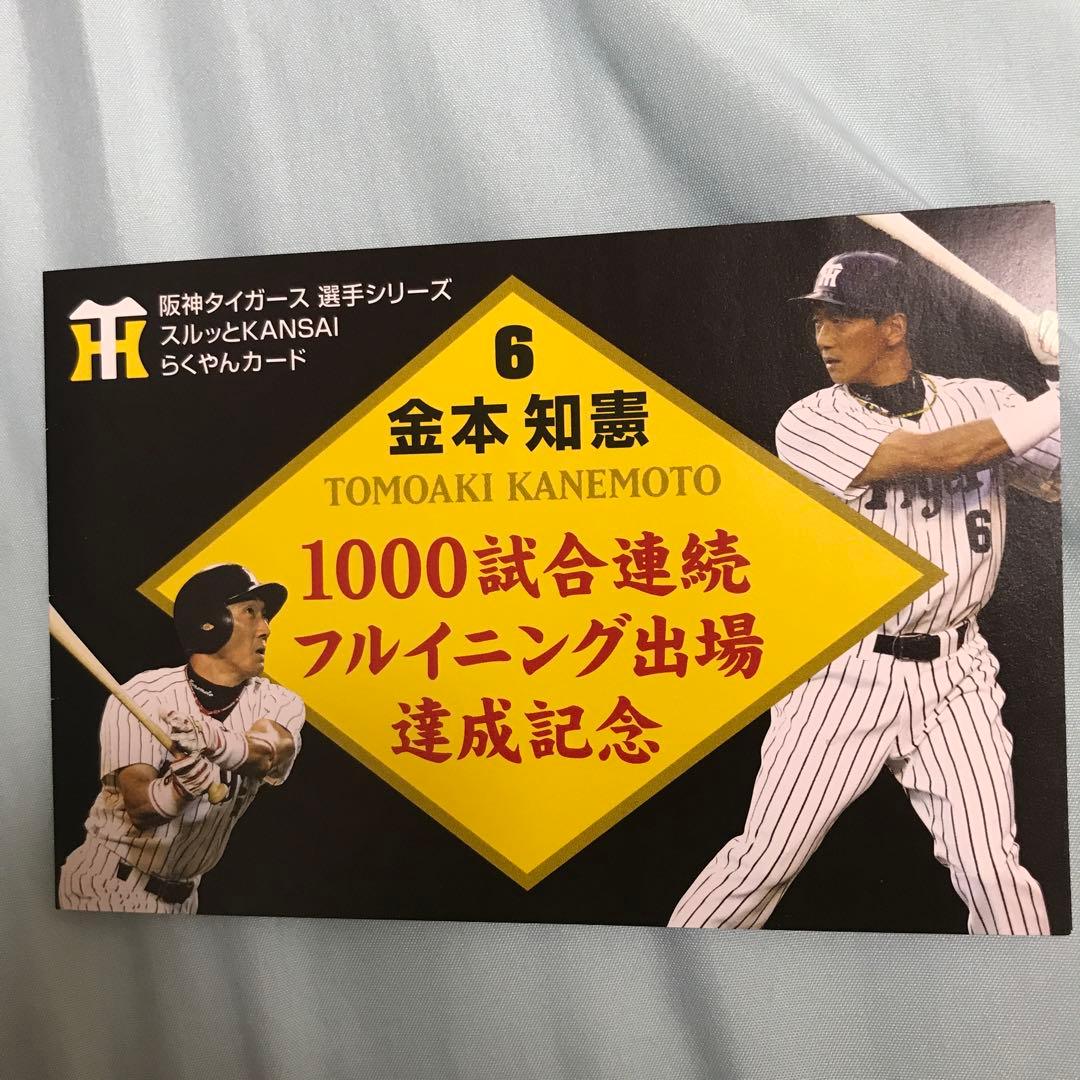 阪神タイガース 選手シリーズ
スルッとKANSAI
らくやんカード
6
金本 知憲
TOMOAKI KANEMOTO
1000試合連続
フルイニング出場
達成記念
Tigers
6